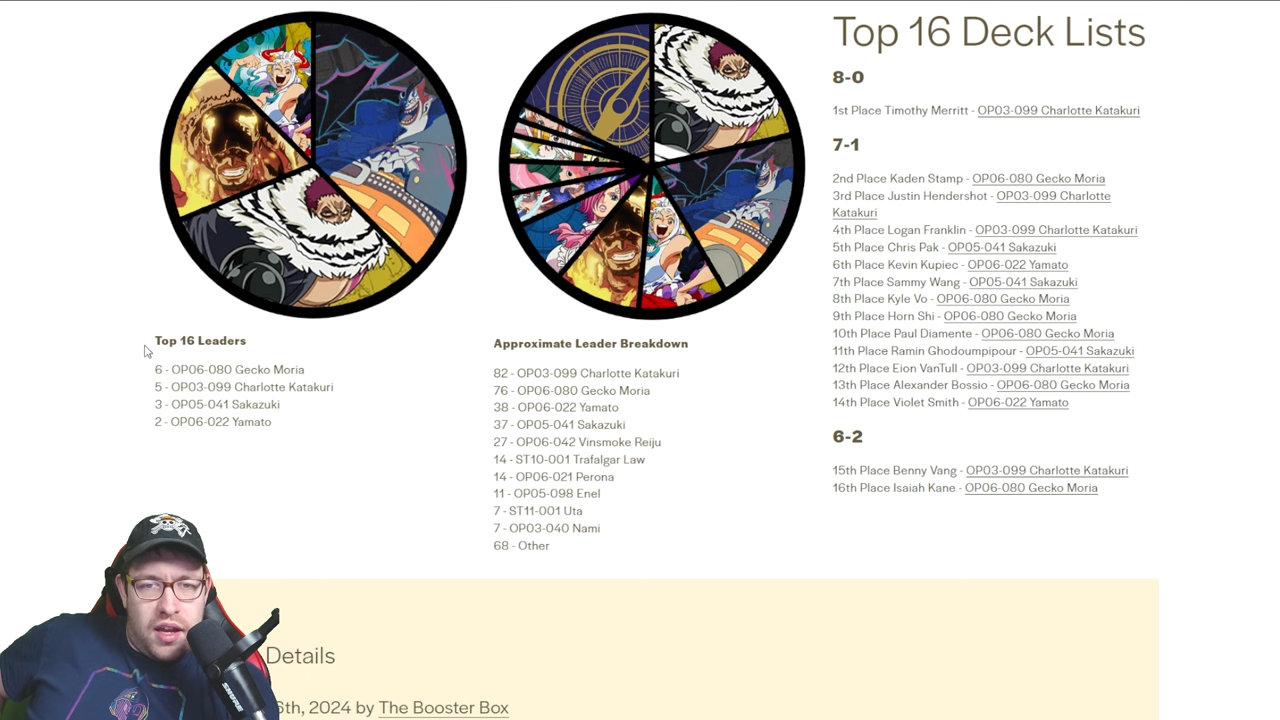 Top 16 Leaders
6 - OP06-080 Gecko Moria
5 - OP03-099 Charlotte Katakuri
3 - OP05-041 Sakazuki
2 - OP06-022 Yamato
Approximate Leader Breakdown
82 - OP03-099 Charlotte Katakuri
76 - OP06-080 Gecko Moria
38 - OP06-022 Yamato
37 - OP05-041 Sakazuki
27 - OP06-042 Vinsmoke Reiju
14 - ST10-001 Trafalgar Law
14 - OP06-021 Perona
11 - OP05-098 Enel
7 - ST11-001 Uta
7 - OP03-040 Nami
68 - Other
Top 16 Deck Lists
8-0
1st Place Timothy Merritt - OP03-099 Charlotte Katakuri
7-1
2nd Place Kaden Stamp - OP06-080 Gecko Moria
3rd Place Justin Hendershot - OP03-099 Charlotte
Katakuri
4th Place Logan Franklin - OP03-099 Charlotte Katakuri
5th Place Chris Pak - OP05-041 Sakazuki
6th Place Kevin Kupiec - OP06-022 Yamato
7th Place Sammy Wang - OP05-041 Sakazuki
8th Place Kyle Vo - OP06-080 Gecko Moria
9th Place Horn Shi - OP06-080 Gecko Moria
10th Place Paul Diamente - OP06-080 Gecko Moria
11th Place Ramin Ghodoumpipour - OP05-041 Sakazuki
12th Place Eion VanTull - OP03-099 Charlotte Katakuri
13th Place Alexander Bossio - OP06-080 Gecko Moria
14th Place Violet Smith - OP06-022 Yamato
6-2
15th Place Benny Vang - OP03-099 Charlotte Katakuri
16th Place Isaiah Kane - OP06-080 Gecko Moria
Details
6th, 2024 by The Booster Box
SHURE